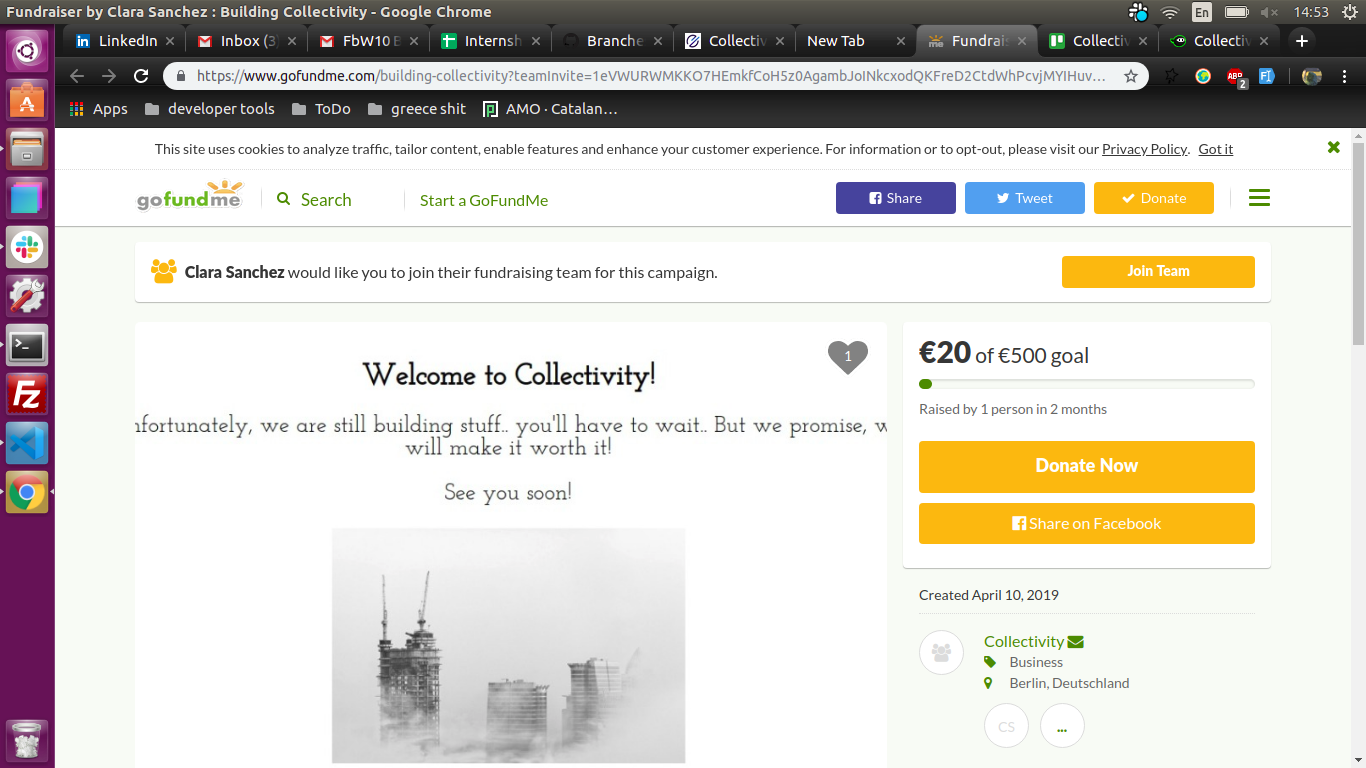 Fundraiser by Clara Sanchez : Building Collectivity - Google Chrome
En
14:53
LinkedIn
Inbox (3
FbW10 B
Internsh
Branche
Collectiv
New Tab
Fundrais
Collectiv
Collectiv
https://www.gofundme.com/building-collectivity?teamInvite=1eVWURWMKKO7HEmkfCoH5z0AgambJoINkcxodQKFreD2CtdWhPcvjMYIHuv...
ABP
2
Apps
developer tools
ToDo
greece shit
AMO · Catalan...
This site uses cookies to analyze traffic, tailor content, enable features and enhance your customer experience. For information or to opt-out, please visit our Privacy Policy. Got it
gofundme
Search
Start a GoFundMe
Share
Tweet
Donate
Clara Sanchez would like you to join their fundraising team for this campaign.
Join Team
1
Welcome to Collectivity!
nfortunately, we are still building stuff.. you'll have to wait.. But we promise, w
will make it worth it!
See you soon!
€20 of €500 goal
Raised by 1 person in 2 months
Donate Now
Share on Facebook
Created April 10, 2019
Collectivity
Business
Berlin, Deutschland
CS
...